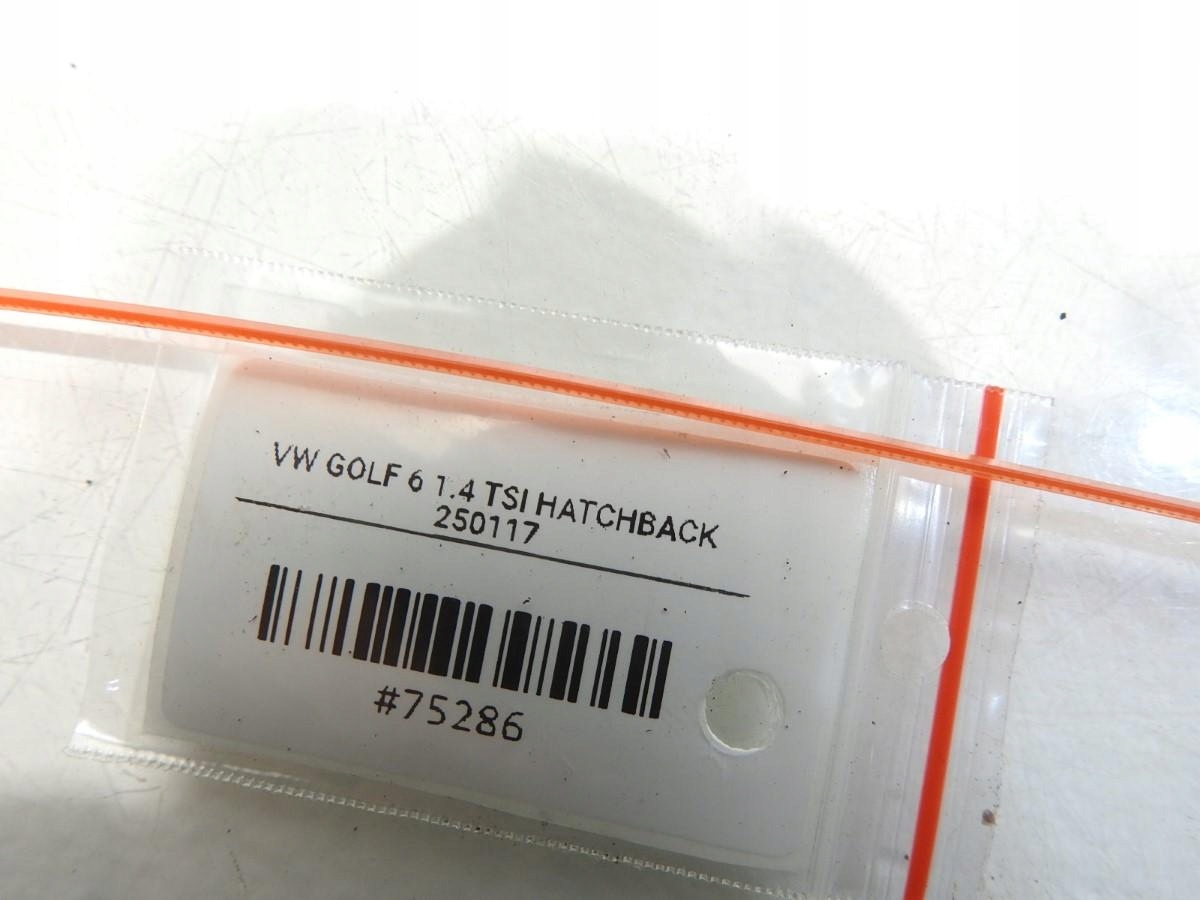 VW GOLF 6 1.4 TSI HATCHBACK
250117
#75286